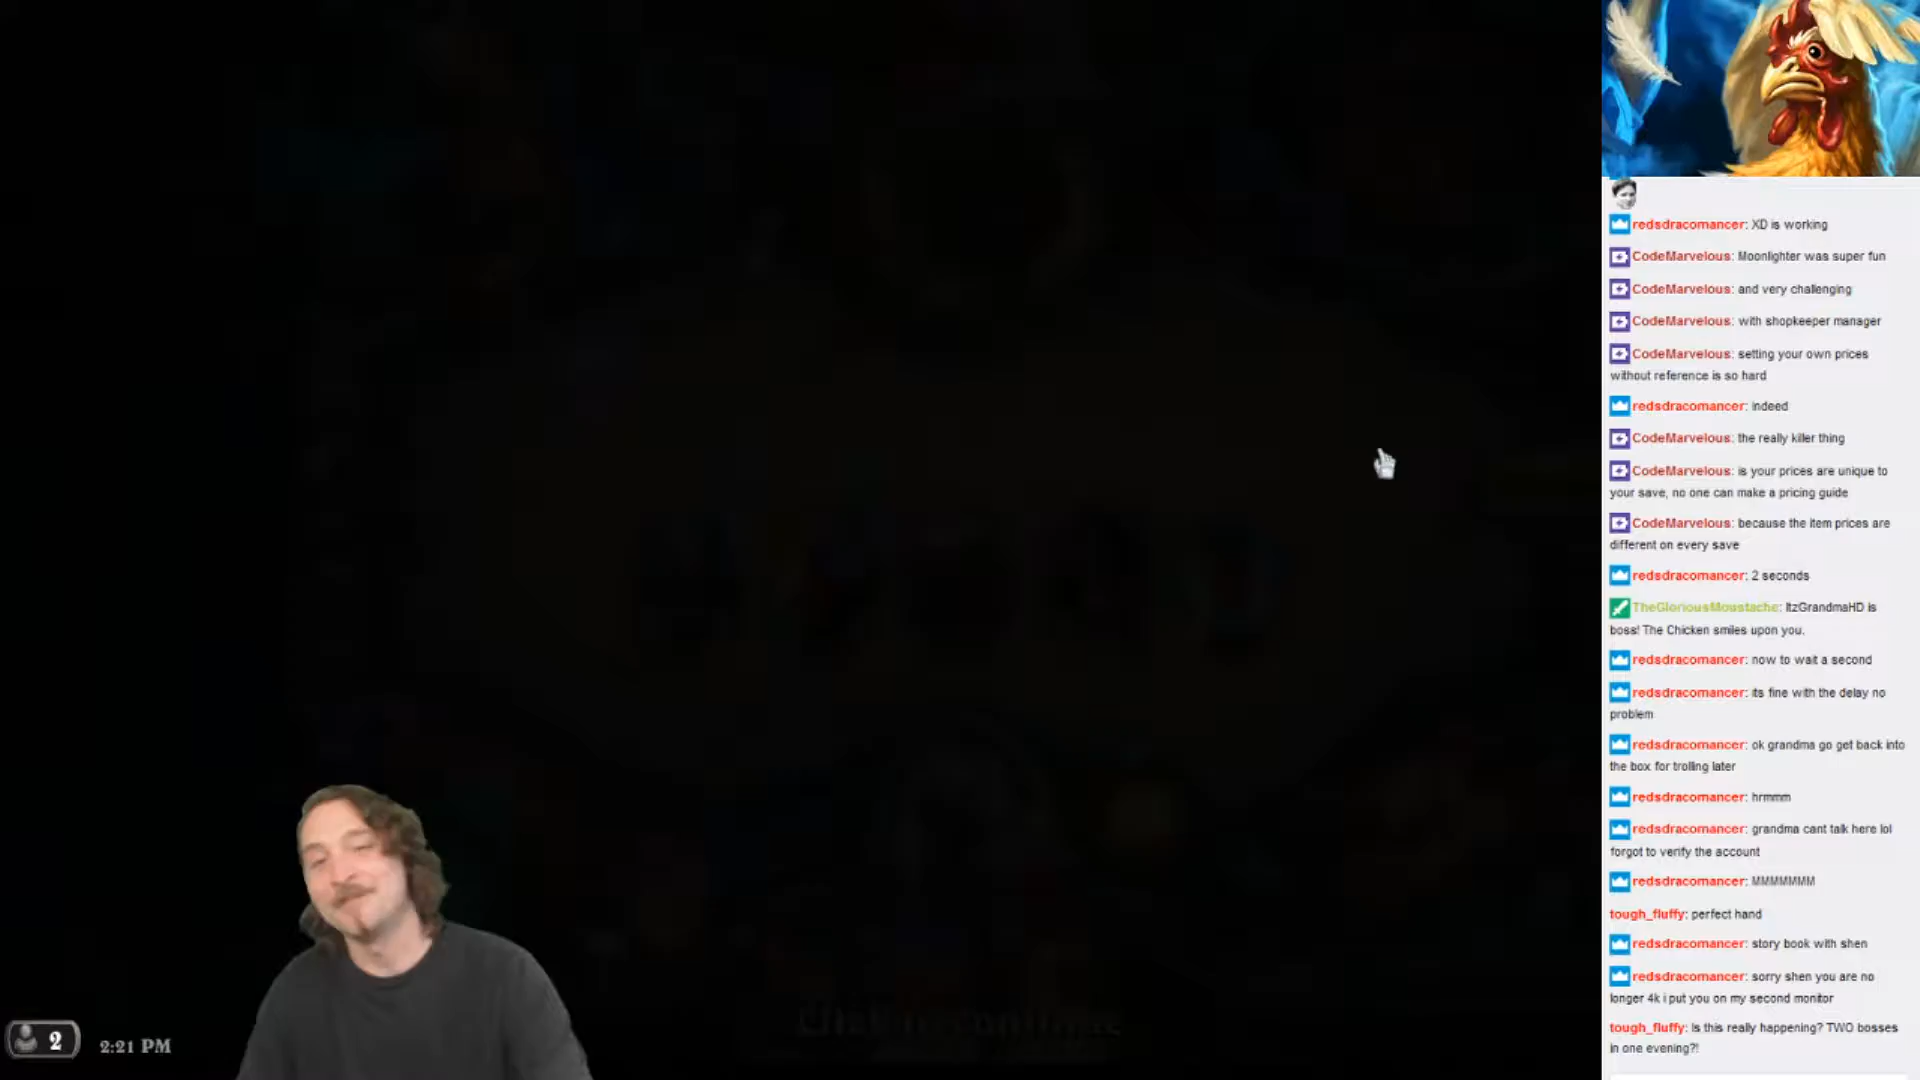 redsdracomancer: XD is working
CodeMarvelous: Moonlighter was super fun
CodeMarvelous: and very challenging
CodeMarvelous: with shopkeeper manager
CodeMarvelous: setting your own prices
without reference is so hard
redsdracomancer: indeed
CodeMarvelous: the really killer thing
CodeMarvelous: is your prices are unique to
your save, no one can make a pricing guide
CodeMarvelous: because the item prices are
different on every save
redsdracomancer: 2 seconds
TheGloriousMoustache: ItzGrandmaHD is
boss! The Chicken smiles upon you.
redsdracomancer: now to wait a second
redsdracomancer: its fine with the delay no
problem
redsdracomancer: ok grandma go get back into
the box for trolling later
redsdracomancer: hrmmm
redsdracomancer: grandma cant talk here lol
forgot to verify the account
redsdracomancer: MMMMMMM
tough_fluffy: perfect hand
redsdracomancer: story book with shen
redsdracomancer: sorry shen you are no
longer 4k i put you on my second monitor
tough_fluffy: Is this really happening? TWO bosses
in one evening?!
Click to continue
2
2:21 PM